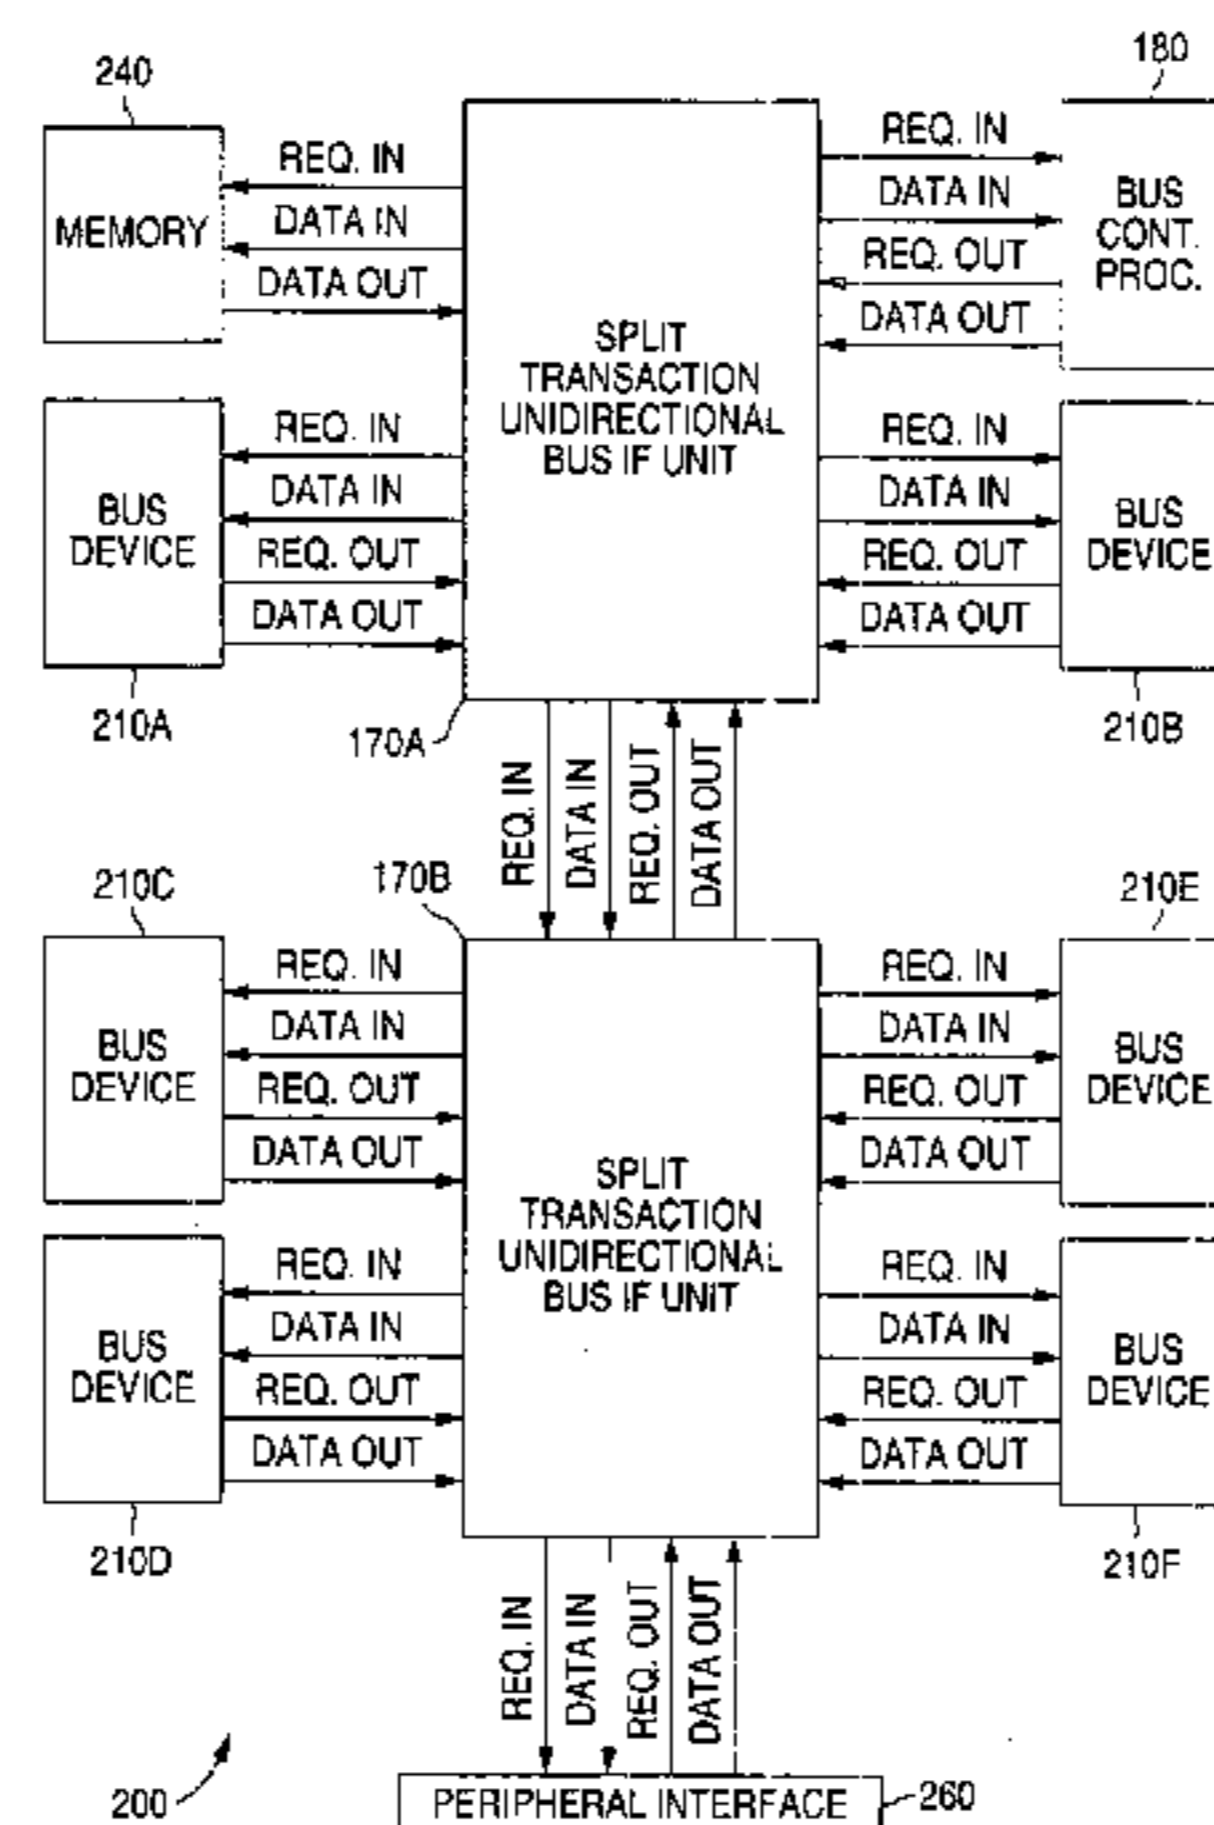 240
180
MEMORY
REQ. IN
DATA IN
DATA OUT
SPLIT
TRANSACTION
UNIDIRECTIONAL
BUS IF UNIT
REQ. IN
DATA IN
REQ. OUT
DATA OUT
BUS
CONT.
PROC.
BUS
DEVICE
REQ. IN
DATA IN
REQ. OUT
DATA OUT
REQ. IN
DATA IN
REQ. OUT
DATA OUT
BUS
DEVICE
210A
170A
210B
REQ. IN
DATA IN
REQ. OUT
DATA OUT
210C
170B
210E
BUS
DEVICE
REQ. IN
DATA IN
REQ. OUT
DATA OUT
SPLIT
TRANSACTION
UNIDIRECTIONAL
BUS IF UNIT
REQ. IN
DATA IN
REQ. OUT
DATA OUT
BUS
DEVICE
BUS
DEVICE
REQ. IN
DATA IN
REQ. OUT
DATA OUT
REQ. IN
DATA IN
REQ. OUT
DATA OUT
BUS
DEVICE
210D
210F
REQ. IN
DATA IN
REQ. OUT
DATA OUT
200
PERIPHERAL INTERFACE
260